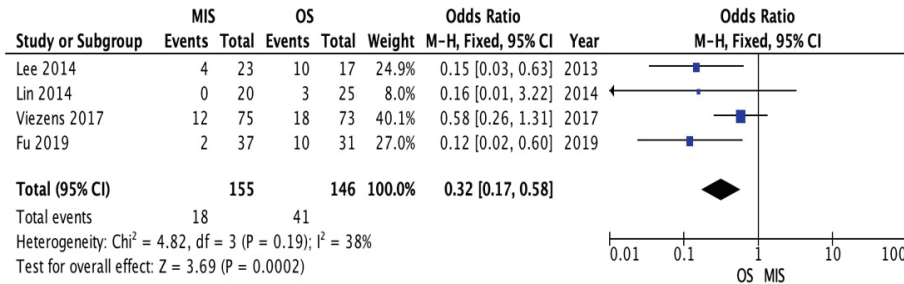 MIS OS Odds Ratio Odds Ratio
Study or Subgroup Events Total Events Total Weight M-H, Fixed, 95% CI Year M-H, Fixed, 95% CI
Lee 2014 4 23 10 17 24.9% 0.15 [0.03, 0.63] 2013
Lin 2014 0 20 3 25 8.0% 0.16 [0.01, 3.22] 2014
Viezens 2017 12 75 18 73 40.1% 0.58 [0.26, 1.31] 2017
Fu 2019 2 37 10 31 27.0% 0.12 [0.02, 0.60] 2019
Total (95% CI) 155 146 100.0% 0.32 [0.17, 0.58]
Total events 18 41
Heterogeneity: Chi² = 4.82, df = 3 (P = 0.19); I² = 38%
Test for overall effect: Z = 3.69 (P = 0.0002)
0.01 0.1 1 10 100
OS MIS